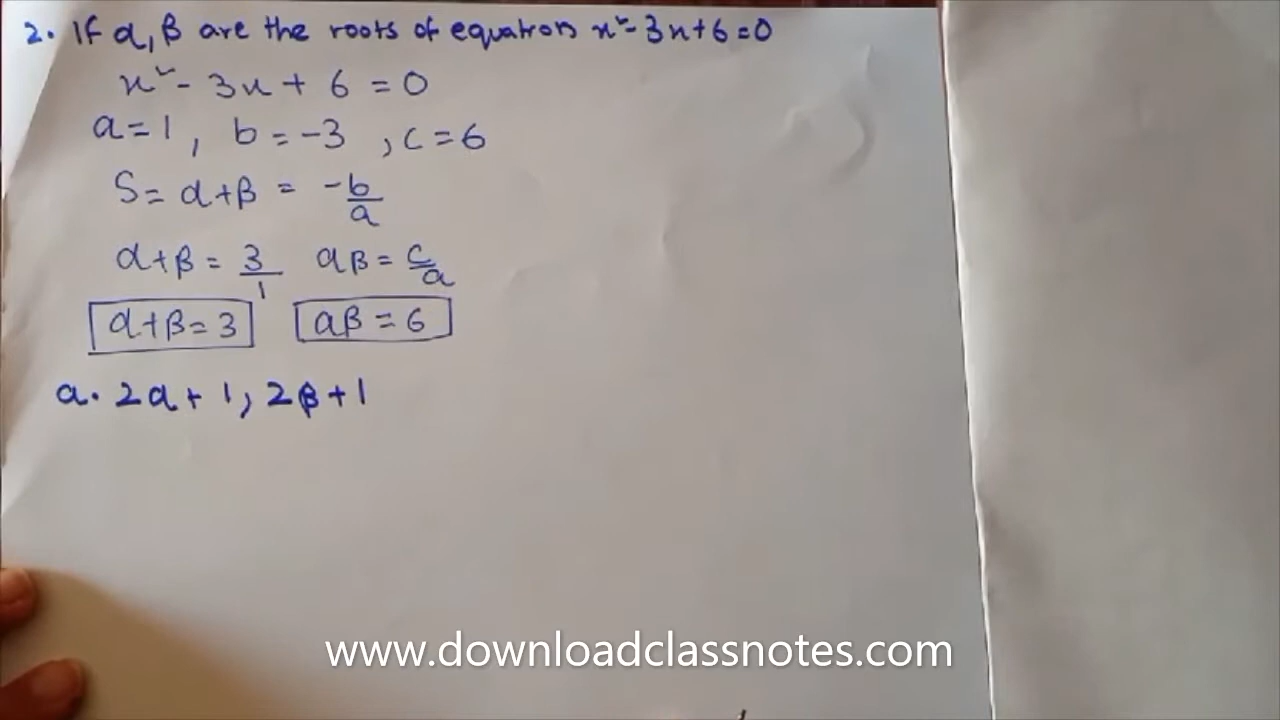 2. If α, β are the roots of equation x² - 3x + 6 = 0
x² - 3x + 6 = 0
a = 1, b = -3, c = 6
S = α + β = -b/a
α + β = 3/1 αβ = c/a
α + β = 3 αβ = 6
a. 2α + 1, 2β + 1
www.downloadclassnotes.com